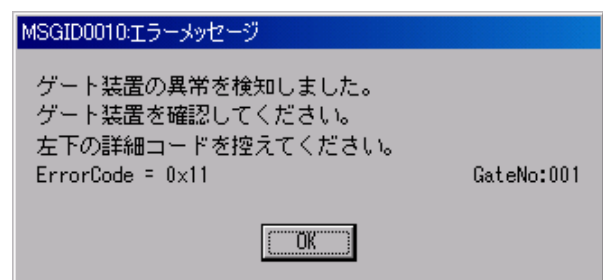 MSGID0010:エラーメッセージ
ゲート装置の異常を検知しました。
ゲート装置を確認してください。
左下の詳細コードを控えてください。
ErrorCode = 0x11 GateNo:001
OK